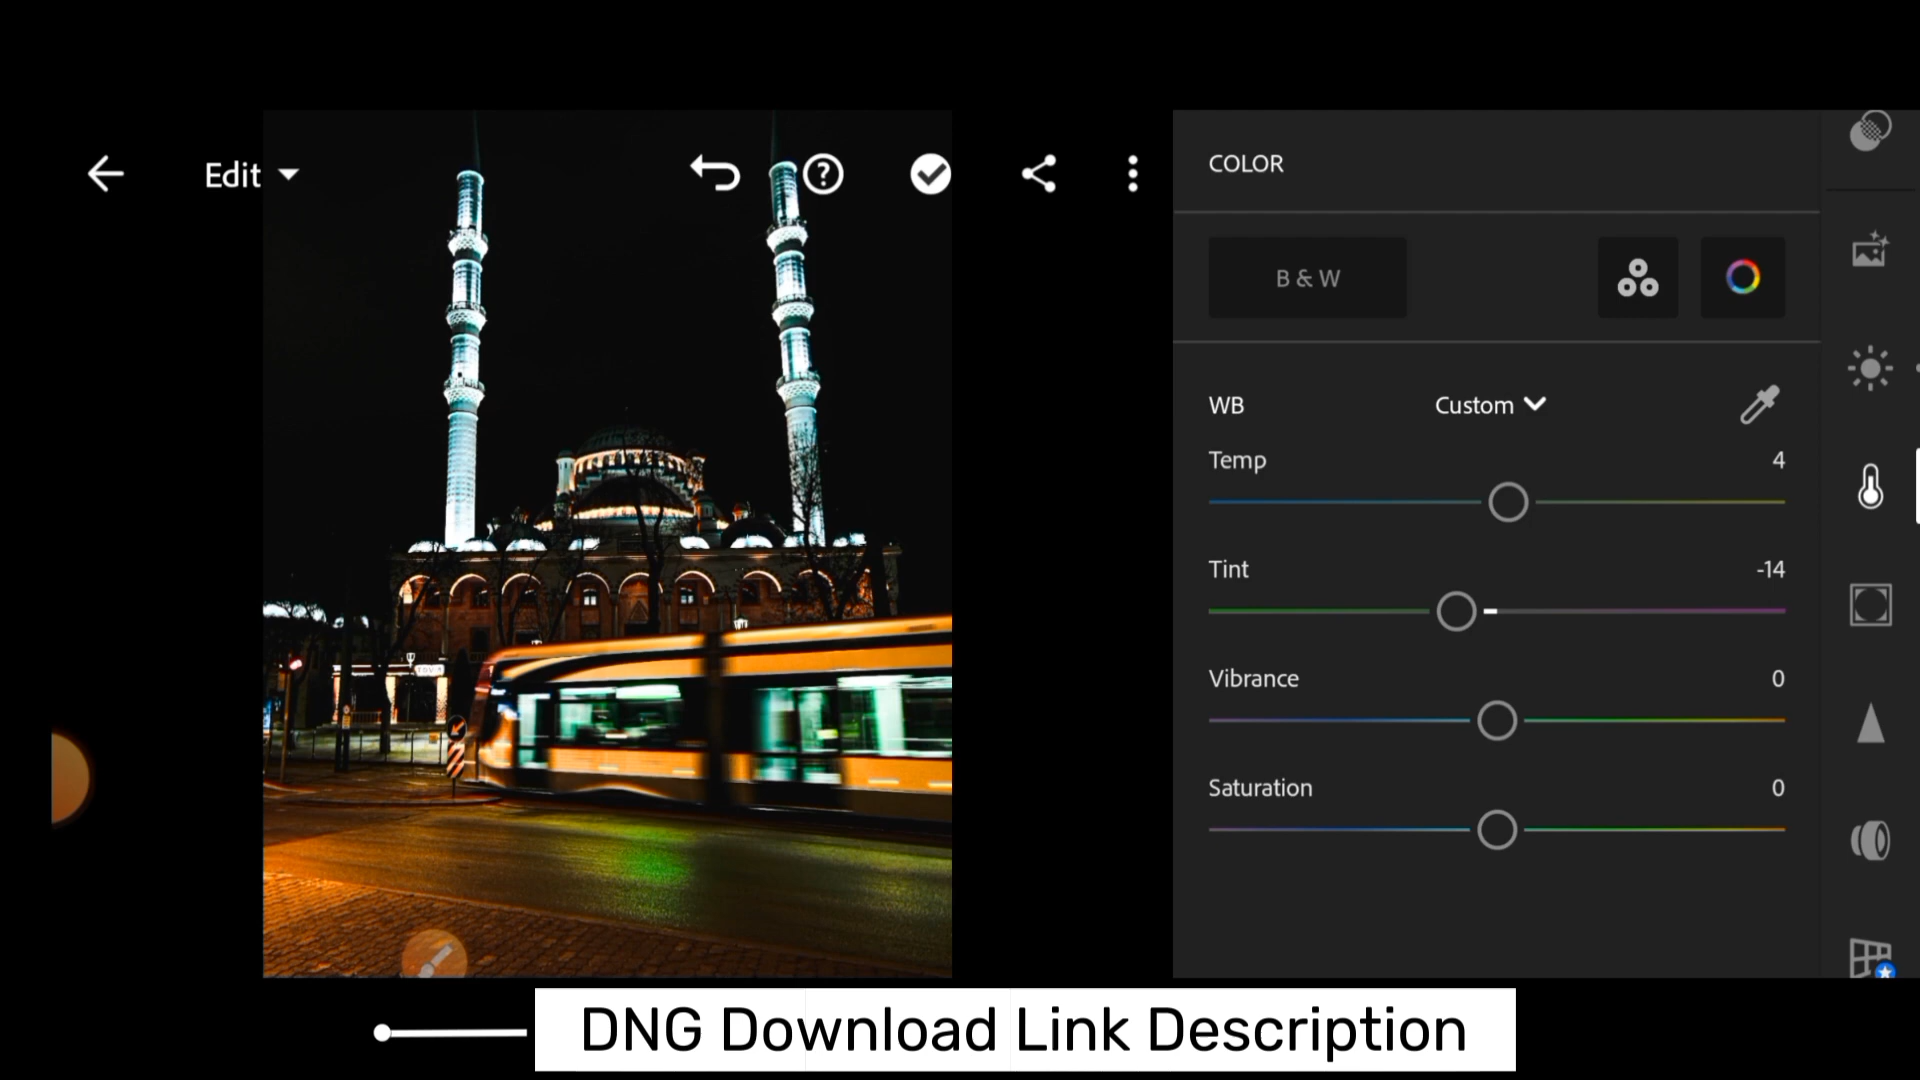 Edit
COLOR
B & W
WB
Custom
Temp
4
Tint
-14
Vibrance
0
Saturation
0
DNG Download Link Description